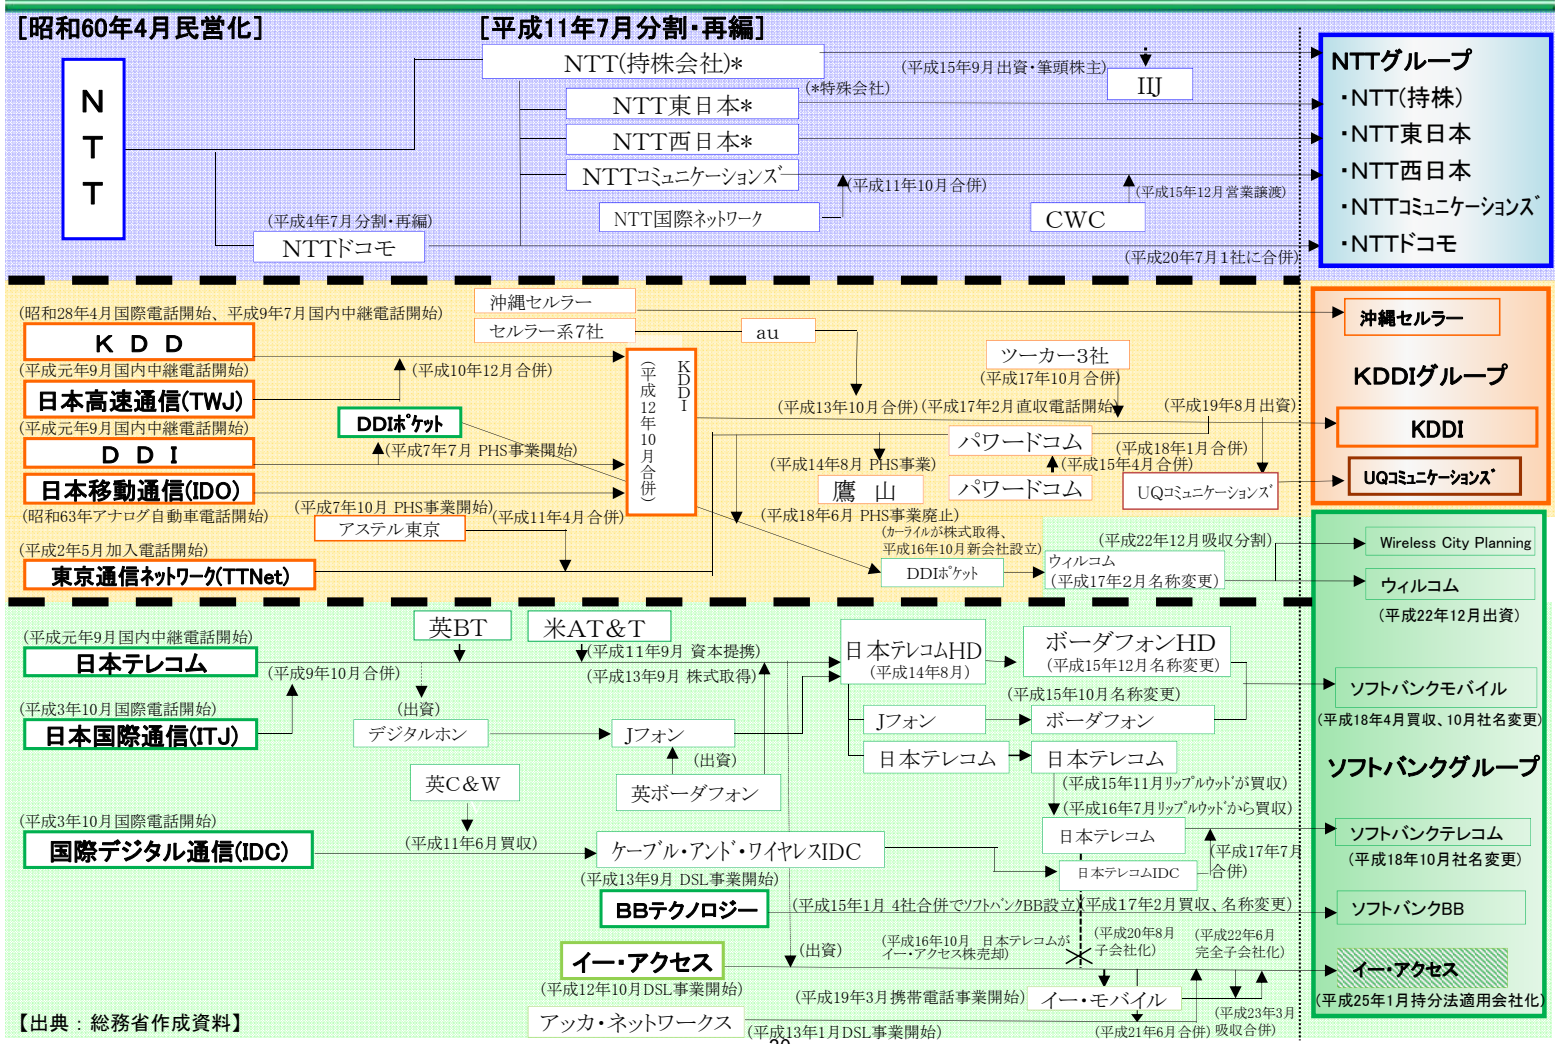 [昭和60年4月民営化]
[平成11年7月分割・再編]
NTT
NTT(持株会社)*
(平成15年9月出資・筆頭株主)
IIJ
(*特殊会社)
NTT東日本*
NTT西日本*
NTTコミュニケーションズ
(平成11年10月合併)
(平成15年12月営業譲渡)
NTT国際ネットワーク
CWC
(平成4年7月分割・再編)
NTTドコモ
(平成20年7月1社に合併)
NTTグループ
・NTT(持株)
・NTT東日本
・NTT西日本
・NTTコミュニケーションズ
・NTTドコモ
(昭和28年4月国際電話開始、平成9年7月国内中継電話開始)
KDD
(平成元年9月国内中継電話開始)
日本高速通信(TWJ)
(平成10年12月合併)
(平成元年9月国内中継電話開始)
DDI
DDIポケット
(平成7年7月 PHS事業開始)
日本移動通信(IDO)
(昭和63年アナログ自動車電話開始)
(平成7年10月 PHS事業開始)
アステル東京
(平成11年4月合併)
(平成2年5月加入電話開始)
東京通信ネットワーク(TTNet)
沖縄セルラー
セルラー系7社
au
KDDI
(平成12年10月合併)
ツーカー3社
(平成17年10月合併)
(平成13年10月合併)
(平成17年2月直収電話開始)
(平成19年8月出資)
パワードコム
(平成18年1月合併)
(平成15年4月合併)
パワードコム
(平成14年8月 PHS事業)
鷹山
(平成18年6月 PHS事業廃止)
UQコミュニケーションズ
(カーライルが株式取得、
平成16年10月新会社設立)
DDIポケット
ウィルコム
(平成17年2月名称変更)
(平成22年12月吸収分割)
沖縄セルラー
KDDIグループ
KDDI
UQコミュニケーションズ
Wireless City Planning
ウィルコム
(平成22年12月出資)
(平成元年9月国内中継電話開始)
日本テレコム
(平成9年10月合併)
(平成3年10月国際電話開始)
日本国際通信(ITJ)
英BT
米AT&T
(平成11年9月 資本提携)
(平成13年9月 株式取得)
(出資)
デジタルホン
Jフォン
(出資)
英ボーダフォン
英C&W
(平成11年6月買収)
(平成3年10月国際電話開始)
国際デジタル通信(IDC)
ケーブル・アンド・ワイヤレスIDC
日本テレコムHD
(平成14年8月)
ボーダフォンHD
(平成15年12月名称変更)
(平成15年10月名称変更)
Jフォン
ボーダフォン
日本テレコム
日本テレコム
(平成15年11月リップルウッドが買収)
(平成16年7月リップルウッドから買収)
日本テレコム
日本テレコムIDC
(平成17年7月
合併)
(平成13年9月 DSL事業開始)
BBテクノロジー
(平成15年1月 4社合併でソフトバンクBB設立)
(平成17年2月買収、名称変更)
イー・アクセス
(平成12年10月DSL事業開始)
(出資)
(平成16年10月 日本テレコムが
イー・アクセス株売却)
(平成20年8月
子会社化)
(平成22年6月
完全子会社化)
(平成19年3月携帯電話事業開始)
イー・モバイル
アッカ・ネットワークス
(平成13年1月DSL事業開始)
(平成21年6月合併)
(平成23年3月
吸収合併)
ソフトバンクモバイル
(平成18年4月買収、10月社名変更)
ソフトバンクグループ
ソフトバンクテレコム
(平成18年10月社名変更)
ソフトバンクBB
イー・アクセス
(平成25年1月持分法適用会社化)
【出典：総務省作成資料】